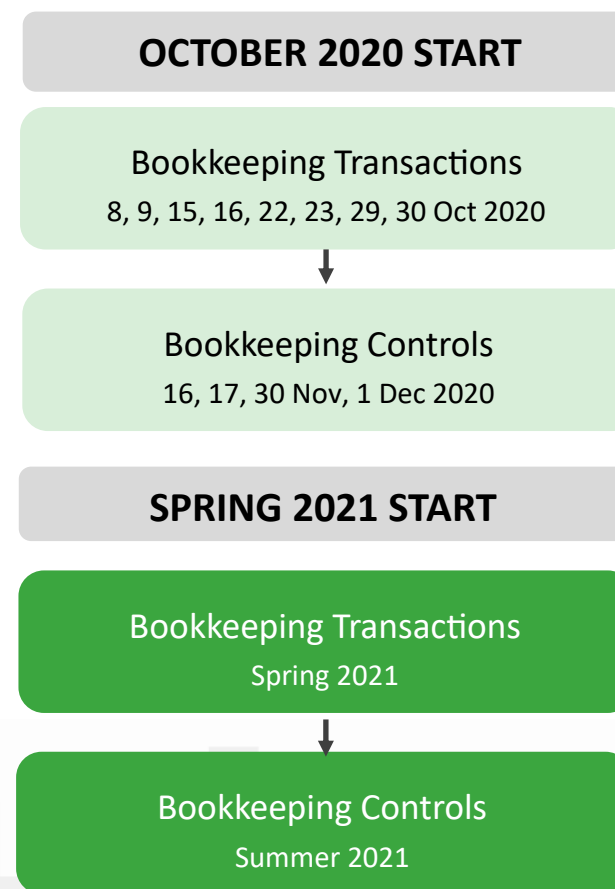 OCTOBER 2020 START
Bookkeeping Transactions
8, 9, 15, 16, 22, 23, 29, 30 Oct 2020
Bookkeeping Controls
16, 17, 30 Nov, 1 Dec 2020
SPRING 2021 START
Bookkeeping Transactions
Spring 2021
Bookkeeping Controls
Summer 2021